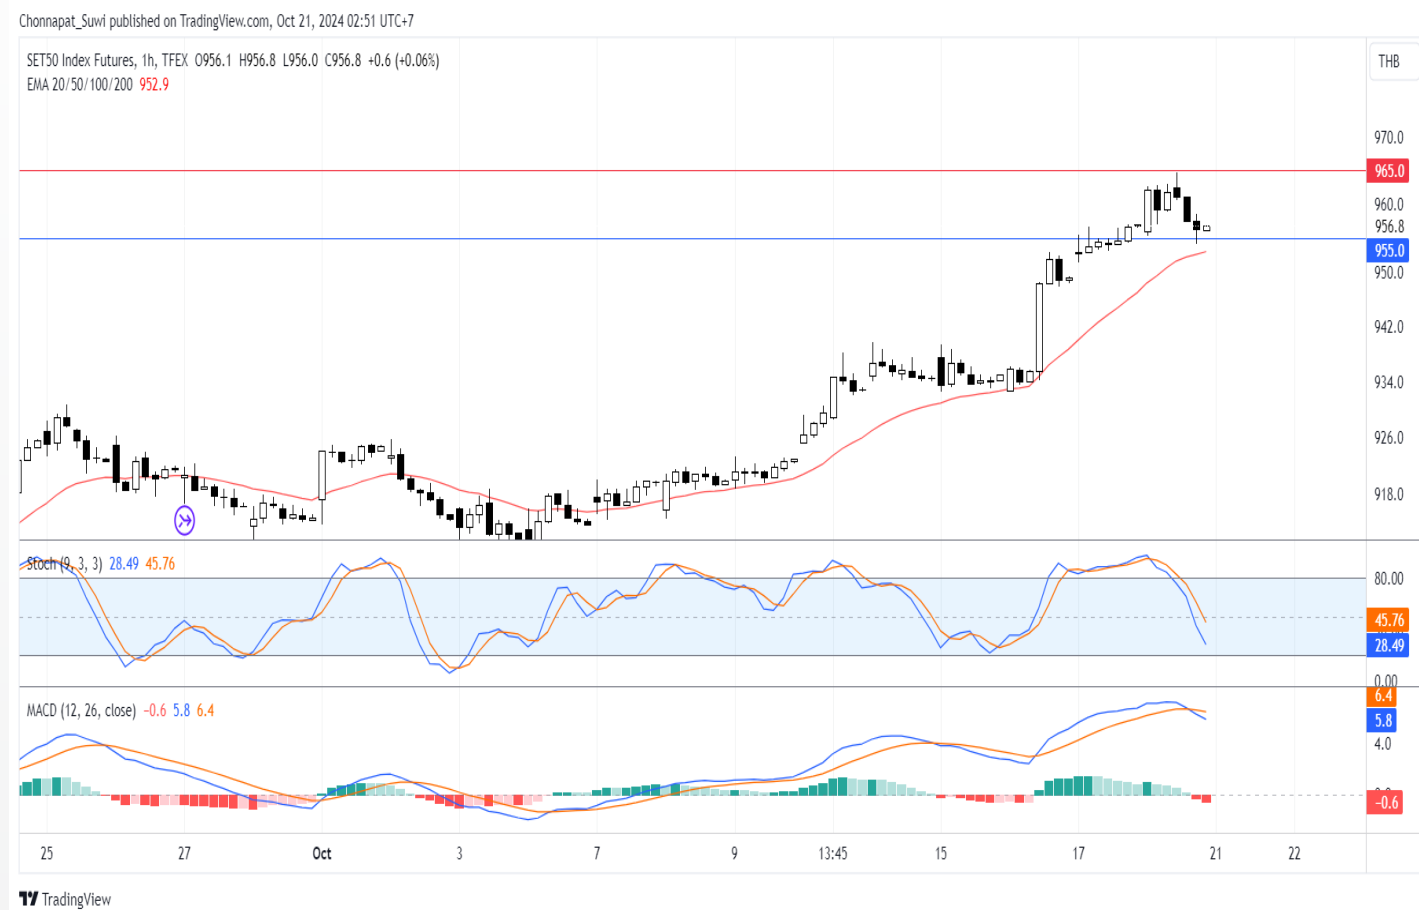 Chonnapat_Suwi published on TradingView.com, Oct 21, 2024 02:51 UTC+7
SET50 Index Futures, 1h, TFEX O956.1 H956.8 L956.0 C956.8 +0.6 (+0.06%)
THB
EMA 20/50/100/200 952.9
970.0
965.0
960.0
956.8
955.0
950.0
942.0
934.0
926.0
918.0
Stoch (9, 3, 3) 28.49 45.76
80.00
45.76
28.49
0.00
MACD (12, 26, close) −0.6 5.8 6.4
6.4
5.8
4.0
−0.6
25 27 Oct 3 7 9 13:45 15 17 21 22
TradingView